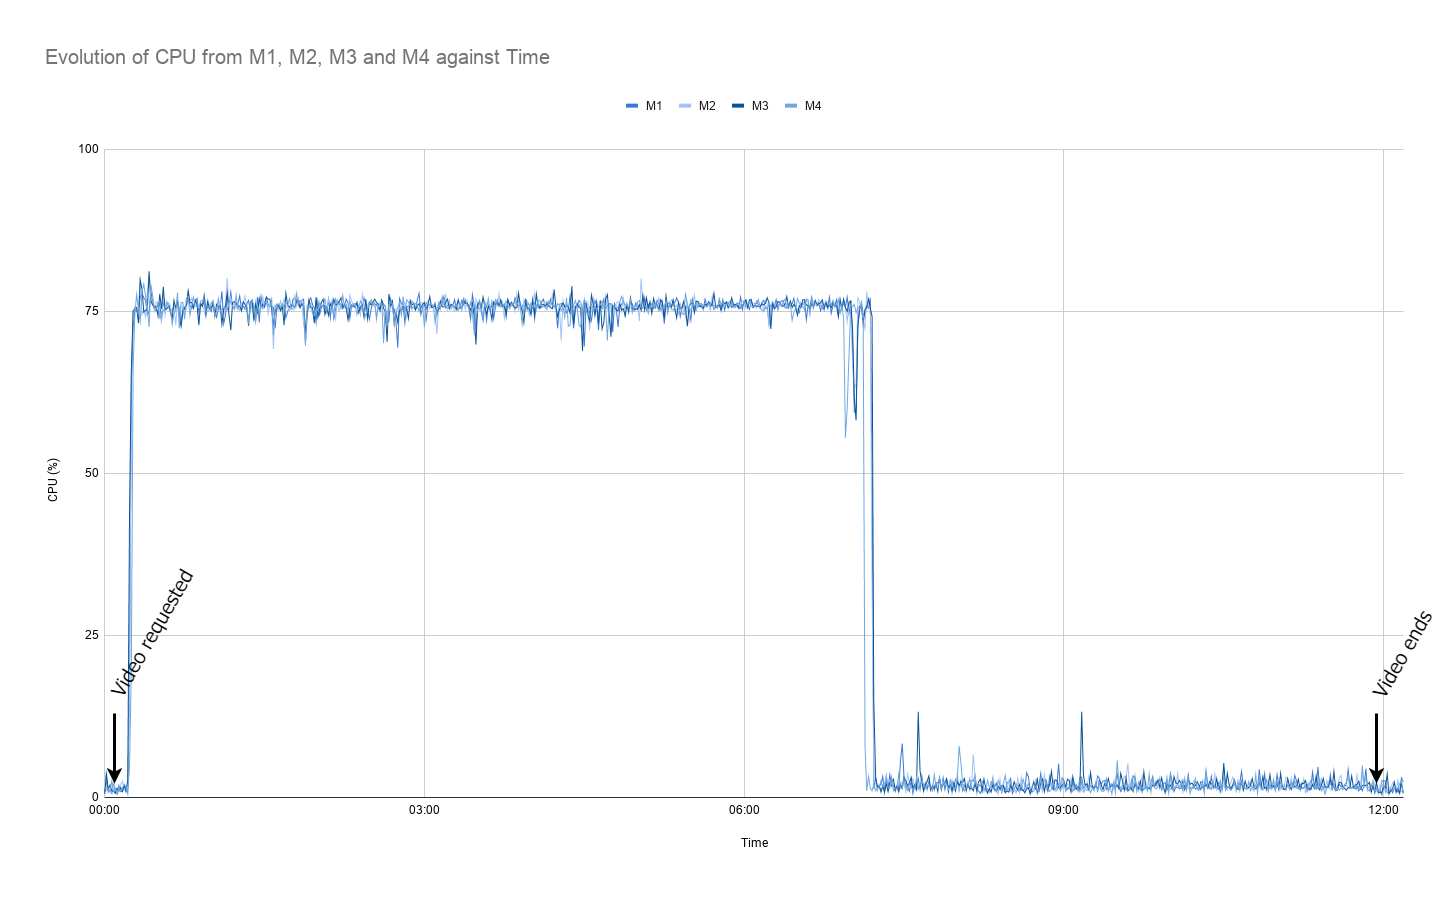 Evolution of CPU from M1, M2, M3 and M4 against Time
M1 M2 M3 M4
100
75
50
25
0
CPU (%)
Video requested
Video ends
00:00 03:00 06:00 09:00 12:00
Time